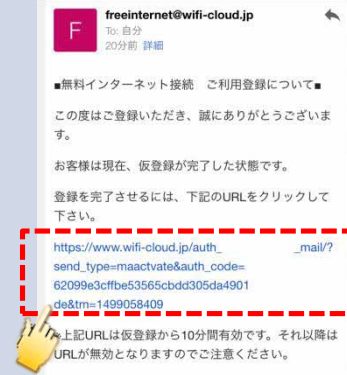 F
freeinternet@wifi-cloud.jp
To: 自分
20分前 詳細
■無料インターネット接続 ご利用登録について■
この度はご登録いただき、誠にありがとうございま
す。
お客様は現在、仮登録が完了した状態です。
登録を完了させるには、下記のURLをクリックして
下さい。
https://www.wifi-cloud.jp/auth_ _mail/?
send_type=maactvate&auth_code=
62099e3cffbe53565cbdd305da4901
de&tm=1499058409
上記URLは仮登録から10分間有効です。それ以降は
URLが無効となりますのでご注意ください。